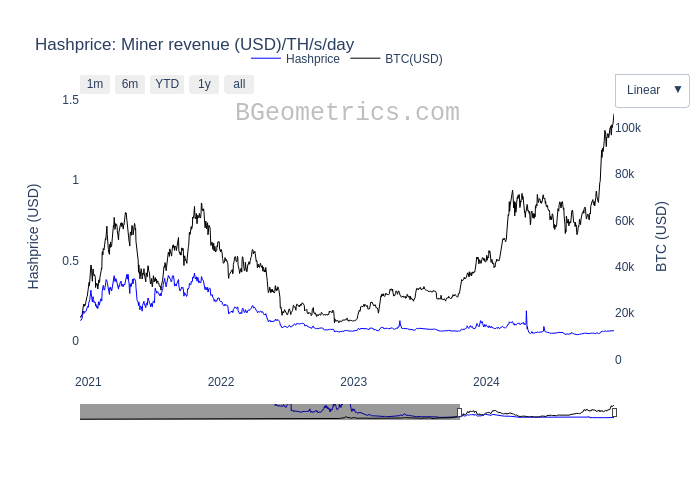 Hashprice: Miner revenue (USD)/TH/s/day
Hashprice BTC(USD)
1m 6m YTD 1y all
Linear ▼
BGeometrics.com
1.5
1
0.5
0
Hashprice (USD)
100k
80k
60k
40k
20k
0
BTC (USD)
2021 2022 2023 2024